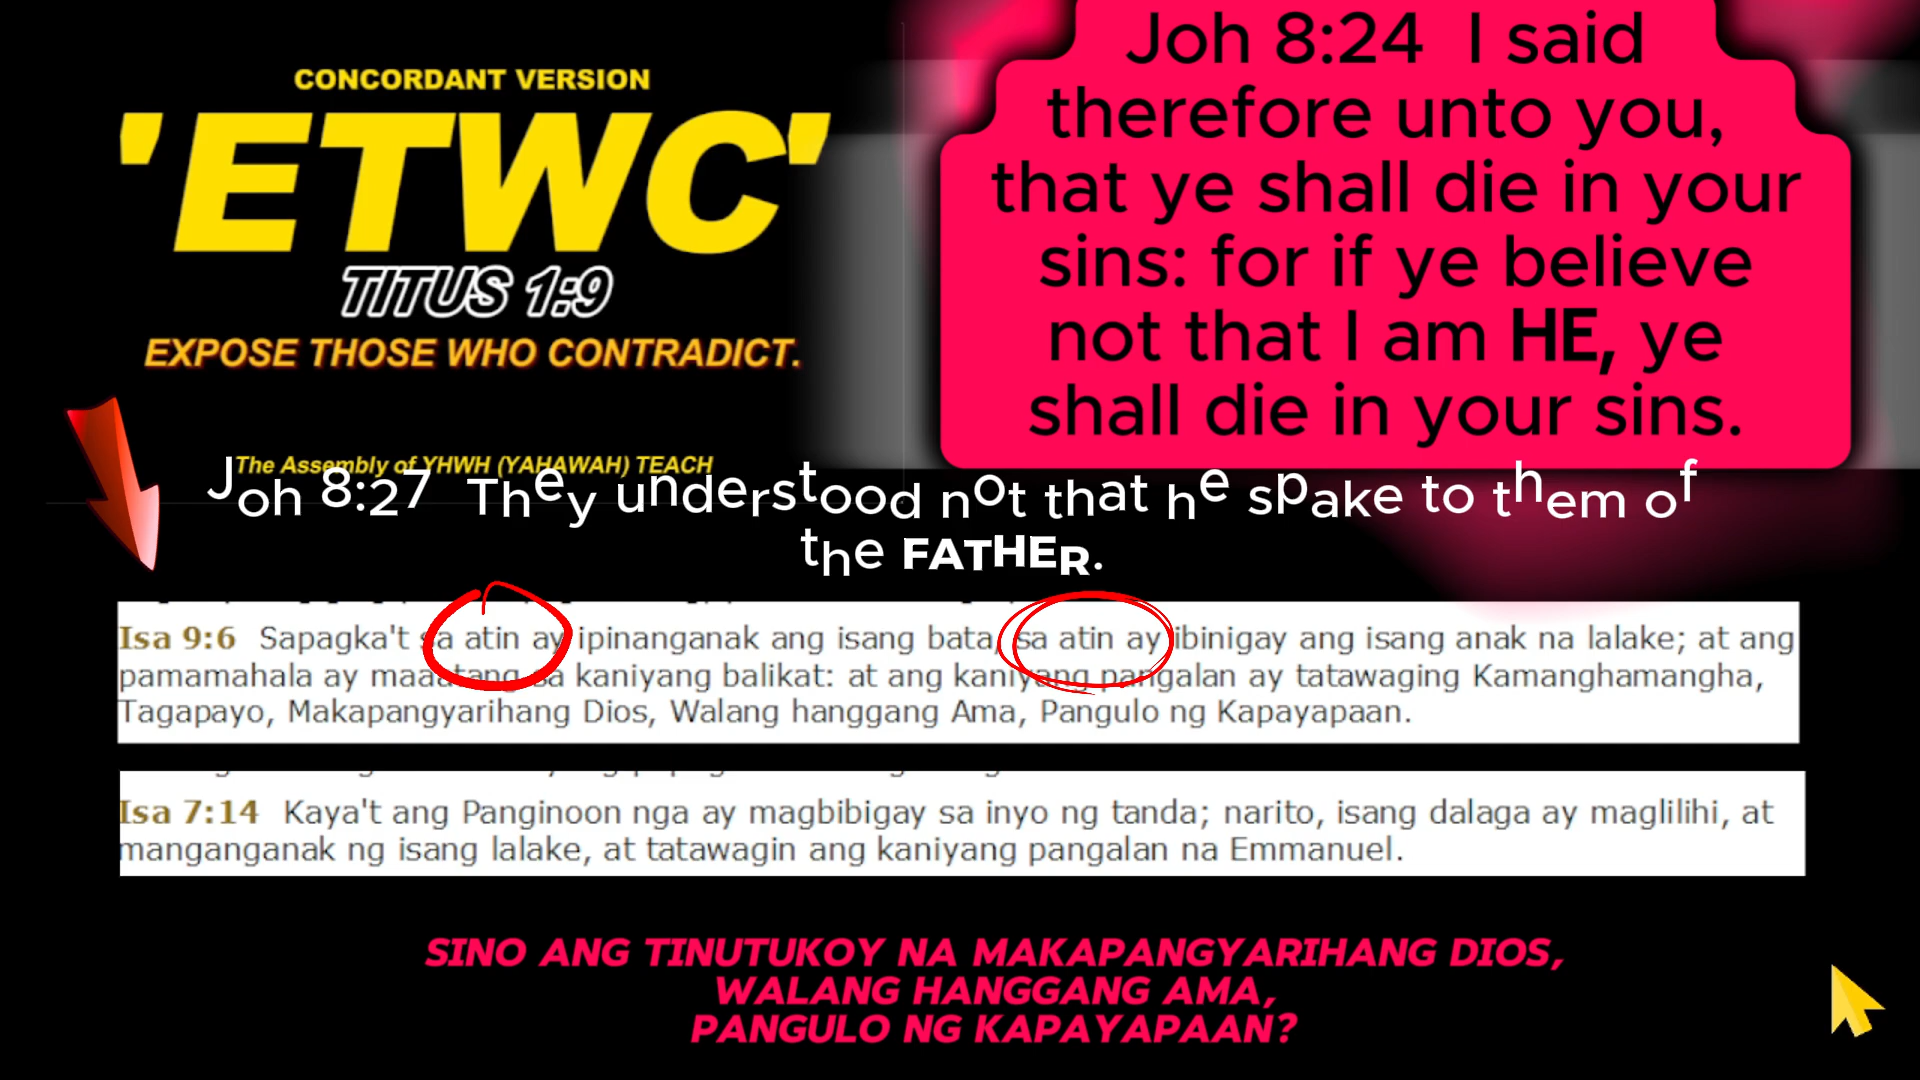 CONCORDANT VERSION
'ETWC'
TITUS 1:9
EXPOSE THOSE WHO CONTRADICT.
The Assembly of YHWH (YAHAWAH) TEACH
Joh 8:24 I said
therefore unto you,
that ye shall die in your
sins: for if ye believe
not that I am HE, ye
shall die in your sins.
Joh 8:27 They understood not that he spake to them of
the FATHER.
Isa 9:6 Sapagka't sa atin ay ipinanganak ang isang bata, sa atin ay ibinigay ang isang anak na lalake; at ang
pamamahala ay maaatang sa kaniyang balikat: at ang kaniyang pangalan ay tatawaging Kamanghamangha,
Tagapayo, Makapangyarihang Dios, Walang hanggang Ama, Pangulo ng Kapayapaan.
Isa 7:14 Kaya't ang Panginoon nga ay magbibigay sa inyo ng tanda; narito, isang dalaga ay maglilihi, at
manganganak ng isang lalake, at tatawagin ang kaniyang pangalan na Emmanuel.
SINO ANG TINUTUKOY NA MAKAPANGYARIHANG DIOS,
WALANG HANGGANG AMA,
PANGULO NG KAPAYAPAAN?